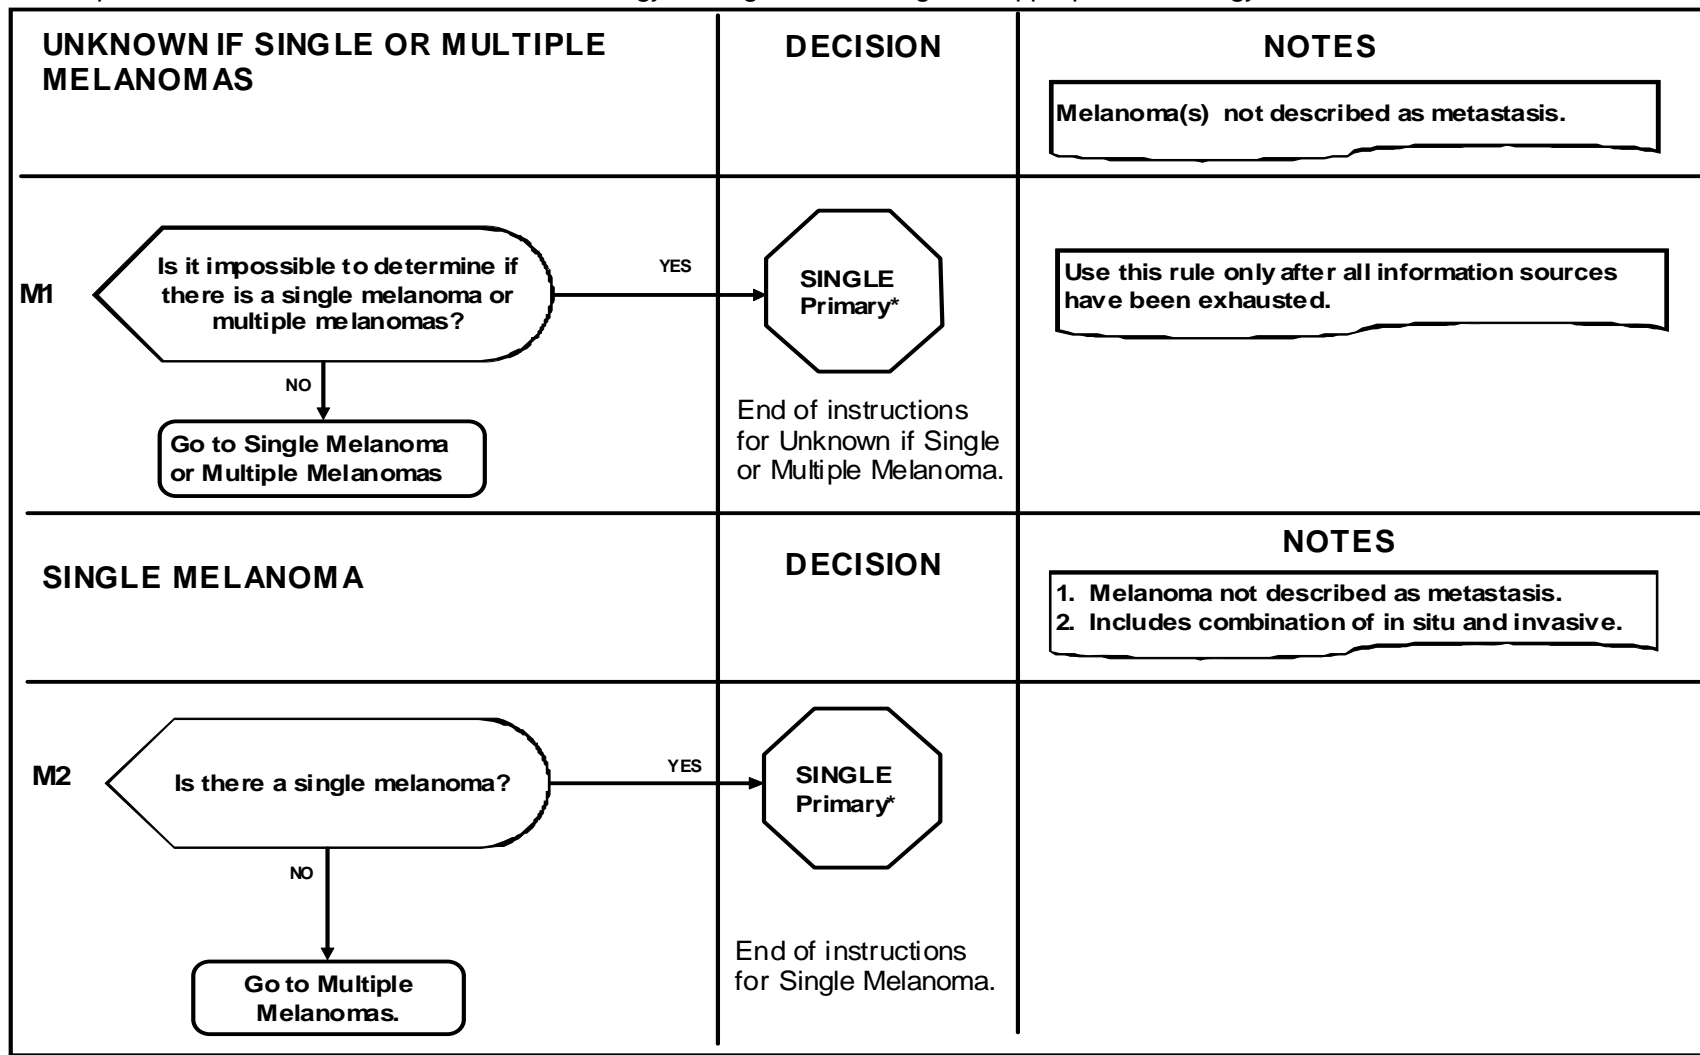 UNKNOWN IF SINGLE OR MULTIPLE
MELANOMAS
DECISION
NOTES
Melanoma(s) not described as metastasis.
M1
Is it impossible to determine if
there is a single melanoma or
multiple melanomas?
YES
NO
Go to Single Melanoma
or Multiple Melanomas
SINGLE
Primary*
End of instructions
for Unknown if Single
or Multiple Melanoma.
Use this rule only after all information sources
have been exhausted.
SINGLE MELANOMA
DECISION
NOTES
1. Melanoma not described as metastasis.
2. Includes combination of in situ and invasive.
M2
Is there a single melanoma?
YES
NO
Go to Multiple
Melanomas.
SINGLE
Primary*
End of instructions
for Single Melanoma.